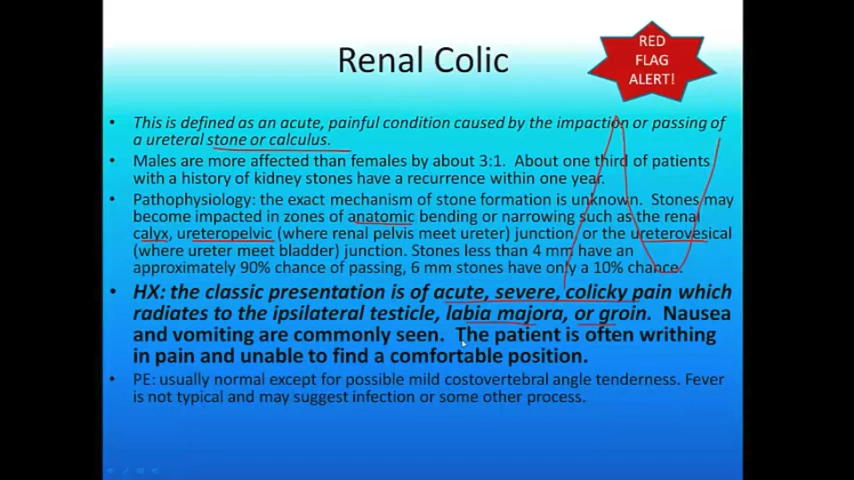 Renal Colic
RED
FLAG
ALERT!
• This is defined as an acute, painful condition caused by the impaction or passing of
a ureteral stone or calculus.
• Males are more affected than females by about 3:1. About one third of patients
with a history of kidney stones have a recurrence within one year.
• Pathophysiology: the exact mechanism of stone formation is unknown. Stones may
become impacted in zones of anatomic bending or narrowing such as the renal
calyx, ureteropelvic (where renal pelvis meet ureter) junction, or the ureterovesical
(where ureter meet bladder) junction. Stones less than 4 mm have an
approximately 90% chance of passing, 6 mm stones have only a 10% chance.
• HX: the classic presentation is of acute, severe, colicky pain which
radiates to the ipsilateral testicle, labia majora, or groin. Nausea
and vomiting are commonly seen. The patient is often writhing
in pain and unable to find a comfortable position.
• PE: usually normal except for possible mild costovertebral angle tenderness. Fever
is not typical and may suggest infection or some other process.